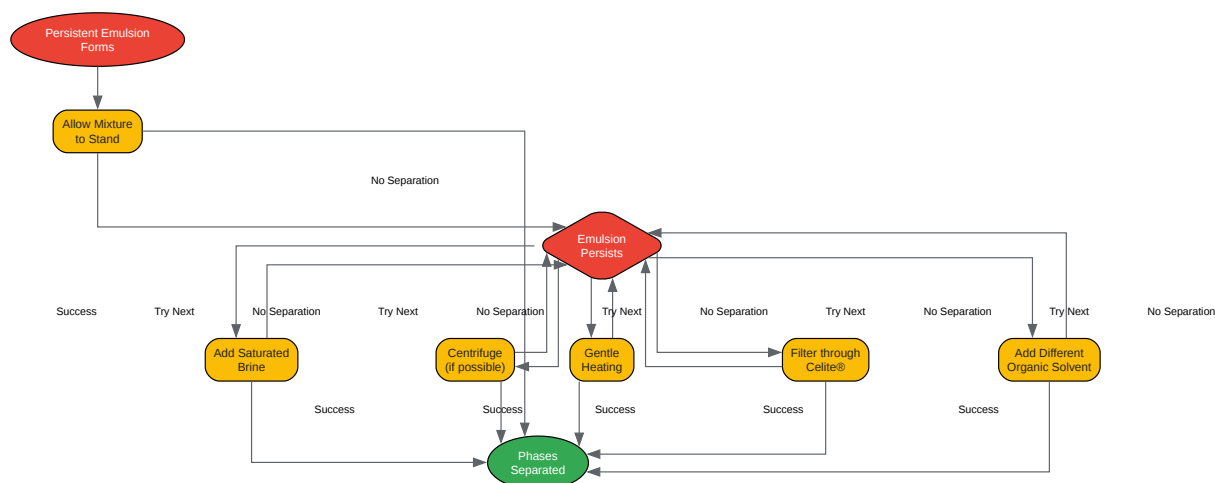 Persistent Emulsion
Forms
Allow Mixture
to Stand
No Separation
Emulsion
Persists
Success
Try Next
No Separation
Try Next
No Separation
Try Next
No Separation
Try Next
No Separation
Try Next
No Separation
Add Saturated
Brine
Centrifuge
(if possible)
Gentle
Heating
Filter through
Celite®
Add Different
Organic Solvent
Success
Success
Success
Success
Success
Phases
Separated